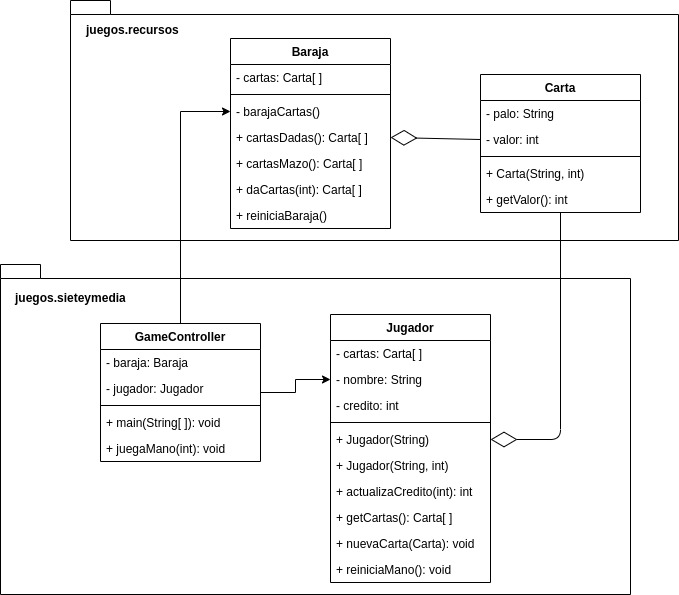 juegos.recursos
Baraja
- cartas: Carta[ ]
- barajaCartas()
+ cartasDadas(): Carta[ ]
+ cartasMazo(): Carta[ ]
+ daCartas(int): Carta[ ]
+ reiniciaBaraja()
Carta
- palo: String
- valor: int
+ Carta(String, int)
+ getValor(): int
juegos.sieteymedia
GameController
- baraja: Baraja
- jugador: Jugador
+ main(String[ ]): void
+ juegaMano(int): void
Jugador
- cartas: Carta[ ]
- nombre: String
- credito: int
+ Jugador(String)
+ Jugador(String, int)
+ actualizaCredito(int): int
+ getCartas(): Carta[ ]
+ nuevaCarta(Carta): void
+ reiniciaMano(): void